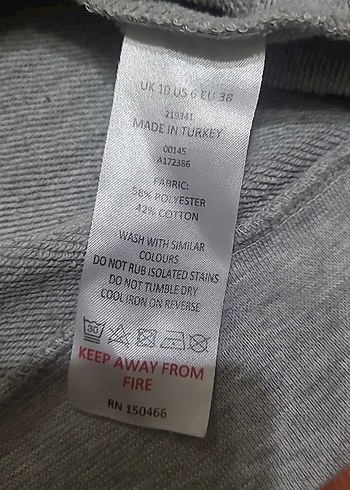 UK 10 US 6 EU 38
219341
MADE IN TURKEY
00145
A172386
FABRIC:
58% POLYESTER
42% COTTON
WASH WITH SIMILAR
COLOURS
DO NOT RUB ISOLATED STAINS
DO NOT TUMBLE DRY
COOL IRON ON REVERSE
30
KEEP AWAY FROM
FIRE
RN 150466